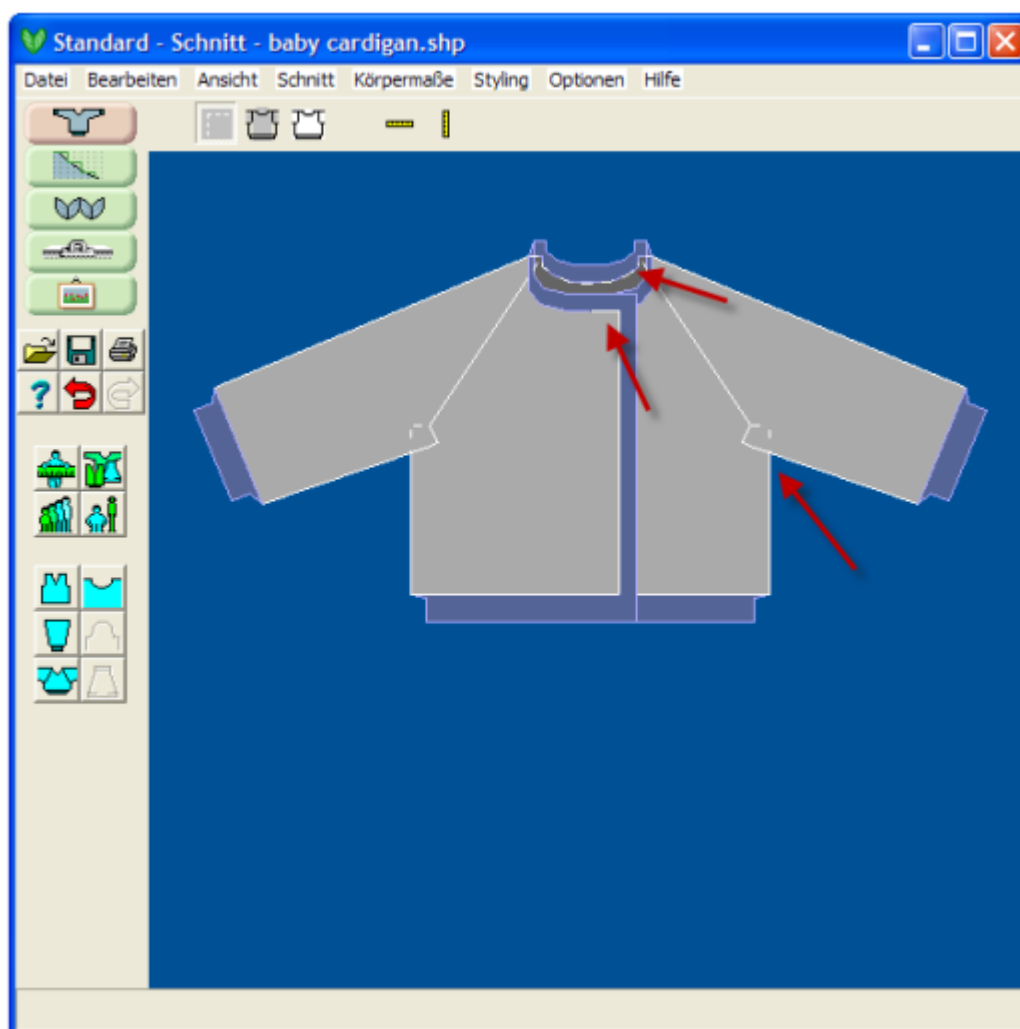 Standard - Schnitt - baby cardigan.shp
Datei Bearbeiten Ansicht Schnitt Körpermaße Styling Optionen Hilfe
?